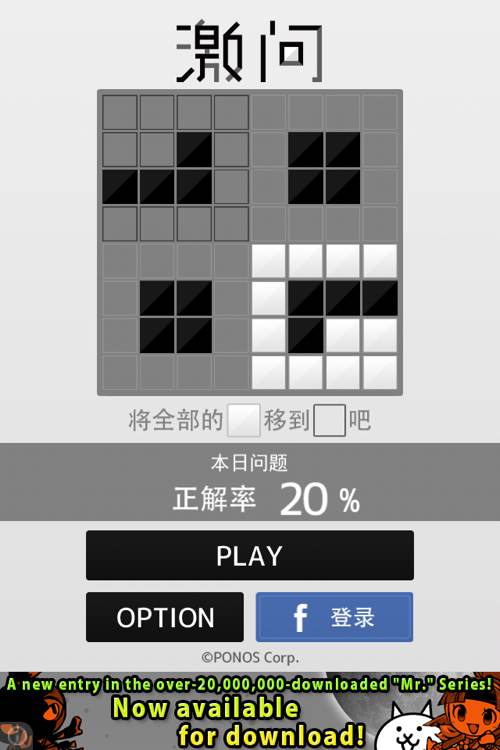 激问
将全部的 移到 吧
本日问题
正解率 20 %
PLAY
OPTION
f 登录
©PONOS Corp.
A new entry in the over-20,000,000-downloaded "Mr." Series!
Now available
for download!